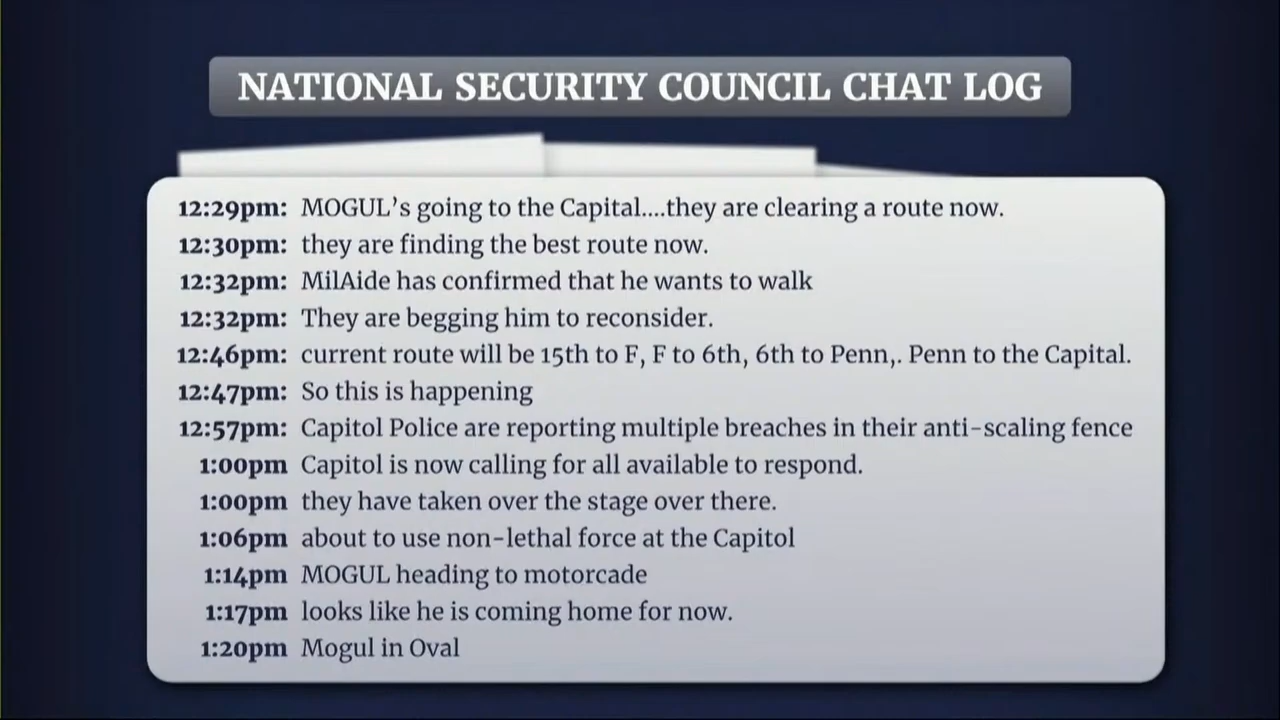 NATIONAL SECURITY COUNCIL CHAT LOG
12:29pm: MOGUL’s going to the Capital....they are clearing a route now.
12:30pm: they are finding the best route now.
12:32pm: MilAide has confirmed that he wants to walk
12:32pm: They are begging him to reconsider.
12:46pm: current route will be 15th to F, F to 6th, 6th to Penn,. Penn to the Capital.
12:47pm: So this is happening
12:57pm: Capitol Police are reporting multiple breaches in their anti-scaling fence
1:00pm Capitol is now calling for all available to respond.
1:00pm they have taken over the stage over there.
1:06pm about to use non-lethal force at the Capitol
1:14pm MOGUL heading to motorcade
1:17pm looks like he is coming home for now.
1:20pm Mogul in Oval